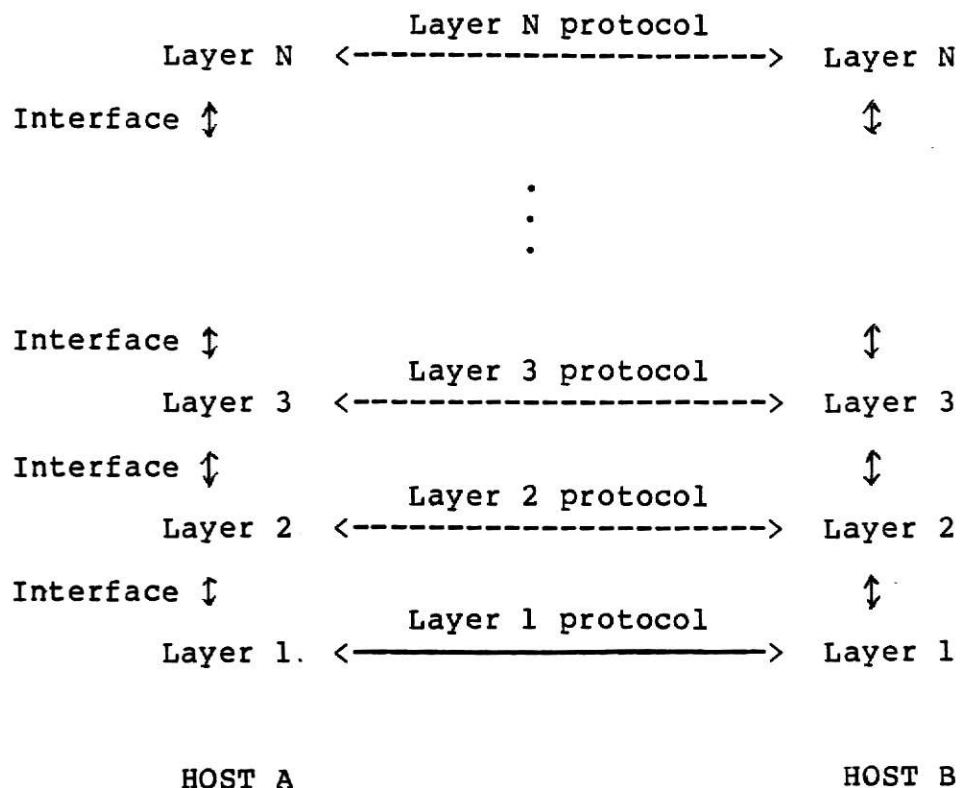 Layer N protocol
Layer N <----------------------> Layer N
Interface ↕ ↕
.
.
.
Interface ↕ ↕
Layer 3 protocol
Layer 3 <----------------------> Layer 3
Interface ↕ ↕
Layer 2 protocol
Layer 2 <----------------------> Layer 2
Interface ↕ ↕
Layer 1 protocol
Layer 1. <----------------------> Layer 1
HOST A HOST B